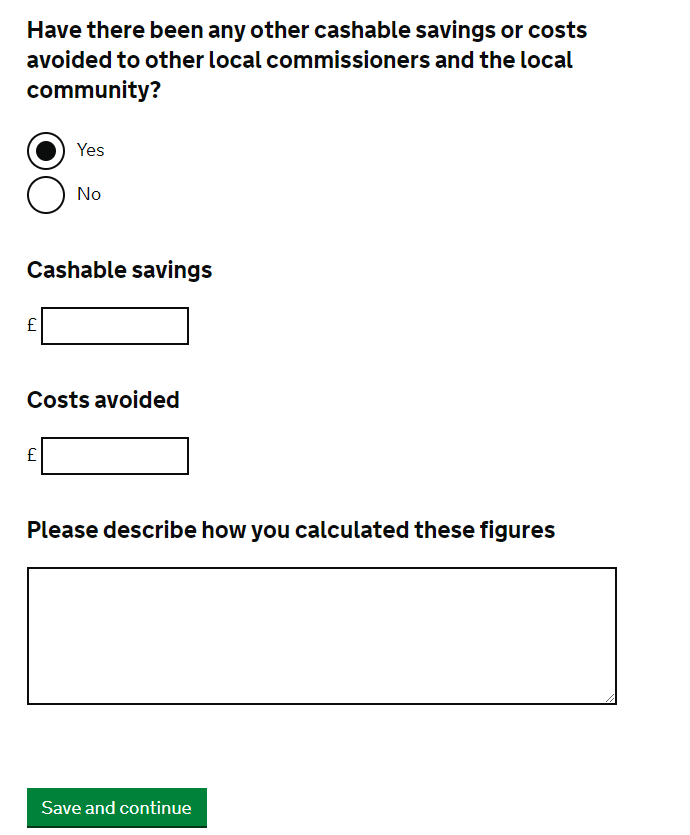 Have there been any other cashable savings or costs
avoided to other local commissioners and the local
community?
Yes
No
Cashable savings
£
Costs avoided
£
Please describe how you calculated these figures
Save and continue